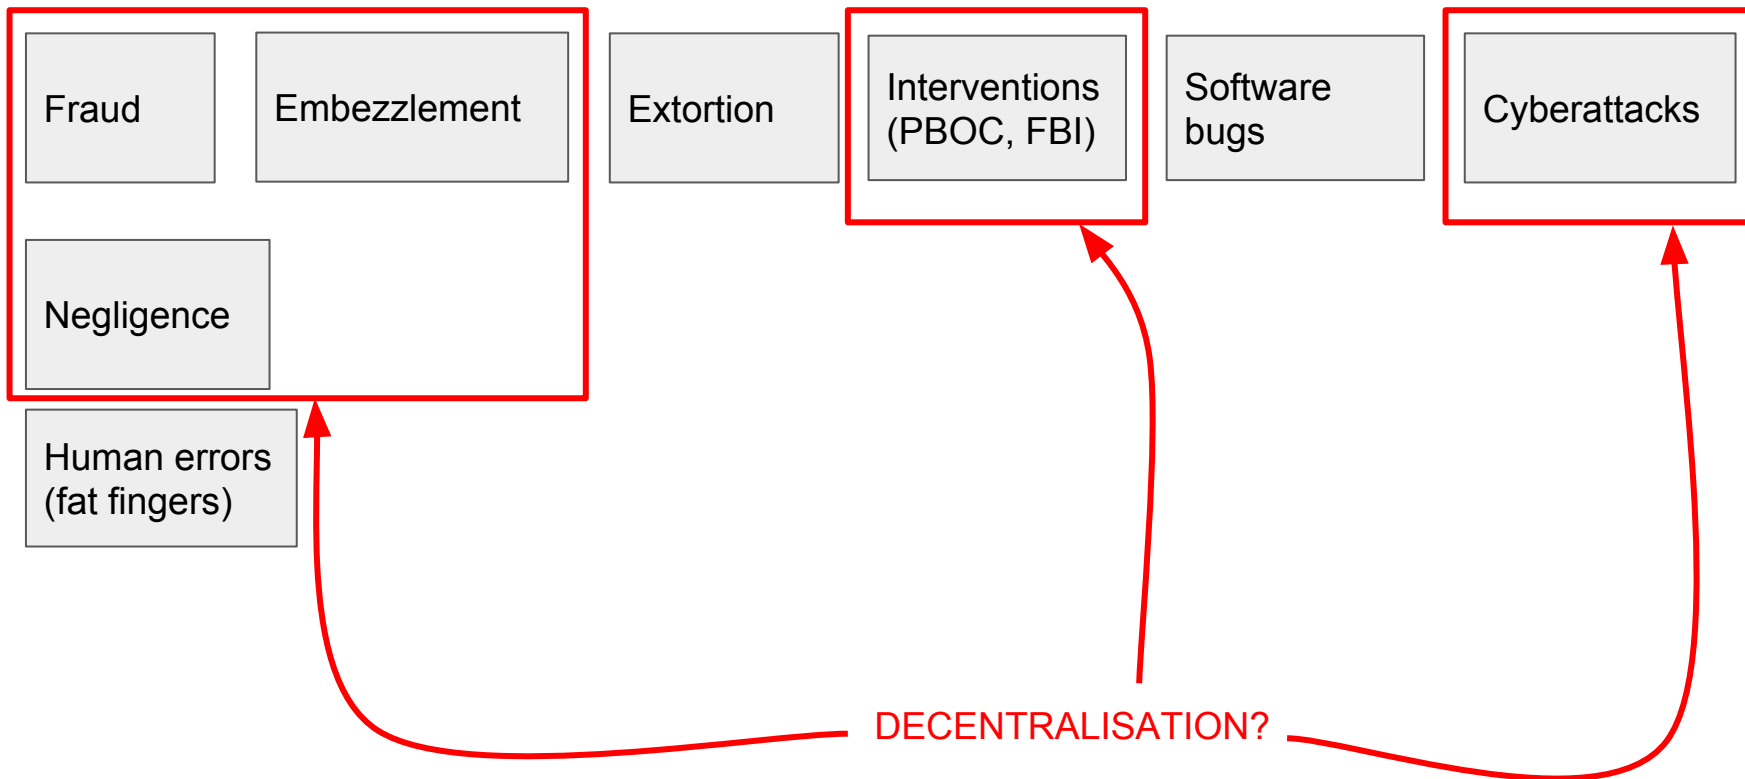 Fraud
Embezzlement
Extortion
Interventions
(PBOC, FBI)
Software
bugs
Cyberattacks
Negligence
Human errors
(fat fingers)
DECENTRALISATION?